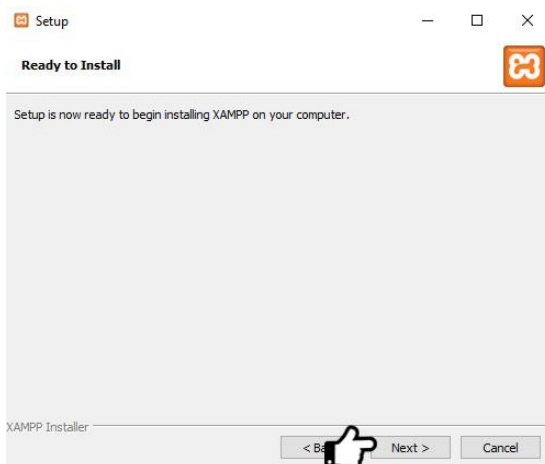 Setup
Ready to Install
Setup is now ready to begin installing XAMPP on your computer.
XAMPP Installer
< Ba Next > Cancel